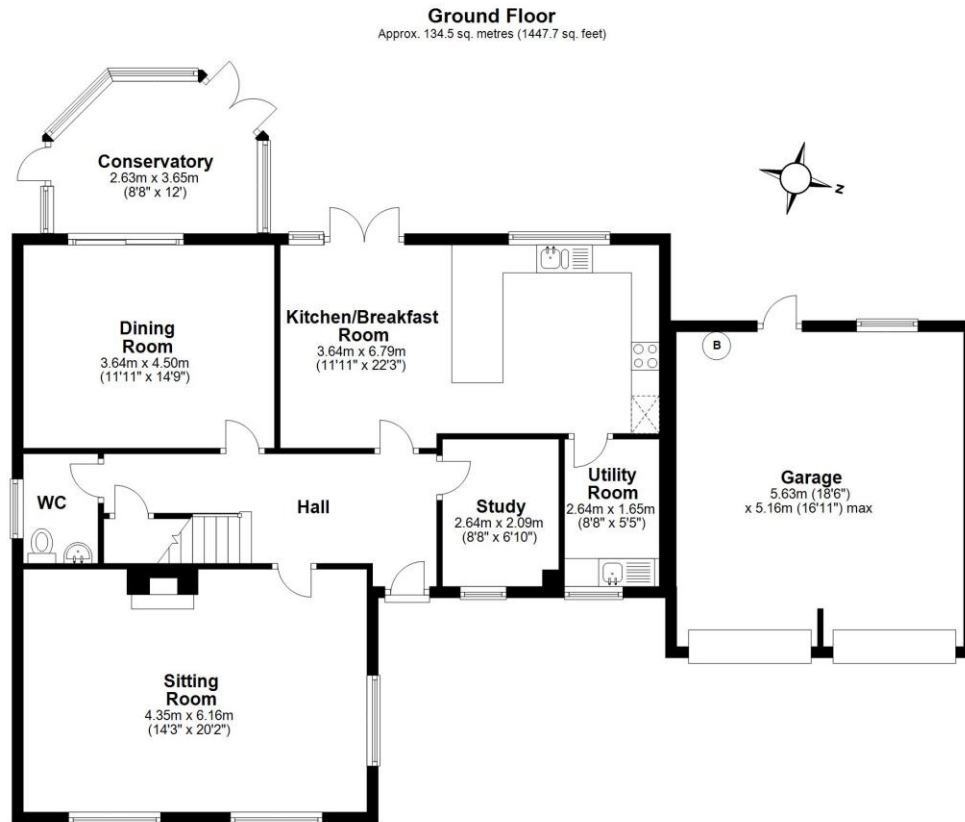 Ground Floor
Approx. 134.5 sq. metres (1447.7 sq. feet)
Conservatory
2.63m x 3.65m
(8'8" x 12')
N
Dining
Room
3.64m x 4.50m
(11'11" x 14'9")
Kitchen/Breakfast
Room
3.64m x 6.79m
(11'11" x 22'3")
B
WC
Hall
Study
2.64m x 2.09m
(8'8" x 6'10")
Utility
Room
2.64m x 1.65m
(8'8" x 5'5")
Garage
5.63m (18'6")
x 5.16m (16'11") max
Sitting
Room
4.35m x 6.16m
(14'3" x 20'2")